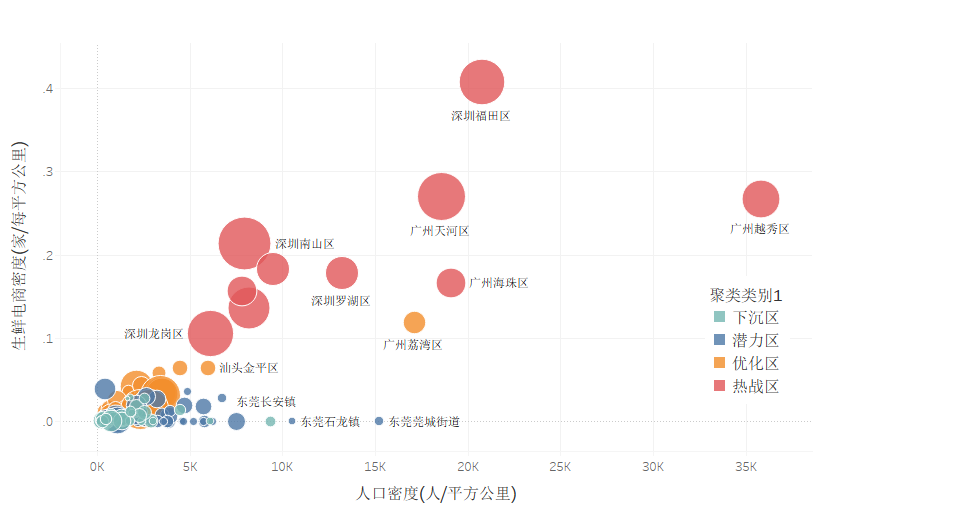 生鲜电商密度(家/每平方公里)
.4
.3
.2
.1
.0
深圳福田区
广州天河区
广州越秀区
深圳南山区
广州海珠区
深圳罗湖区
深圳龙岗区
广州荔湾区
汕头金平区
东莞长安镇
东莞石龙镇
东莞莞城街道
聚类类别1
下沉区
潜力区
优化区
热战区
0K
5K
10K
15K
20K
25K
30K
35K
人口密度(人/平方公里)